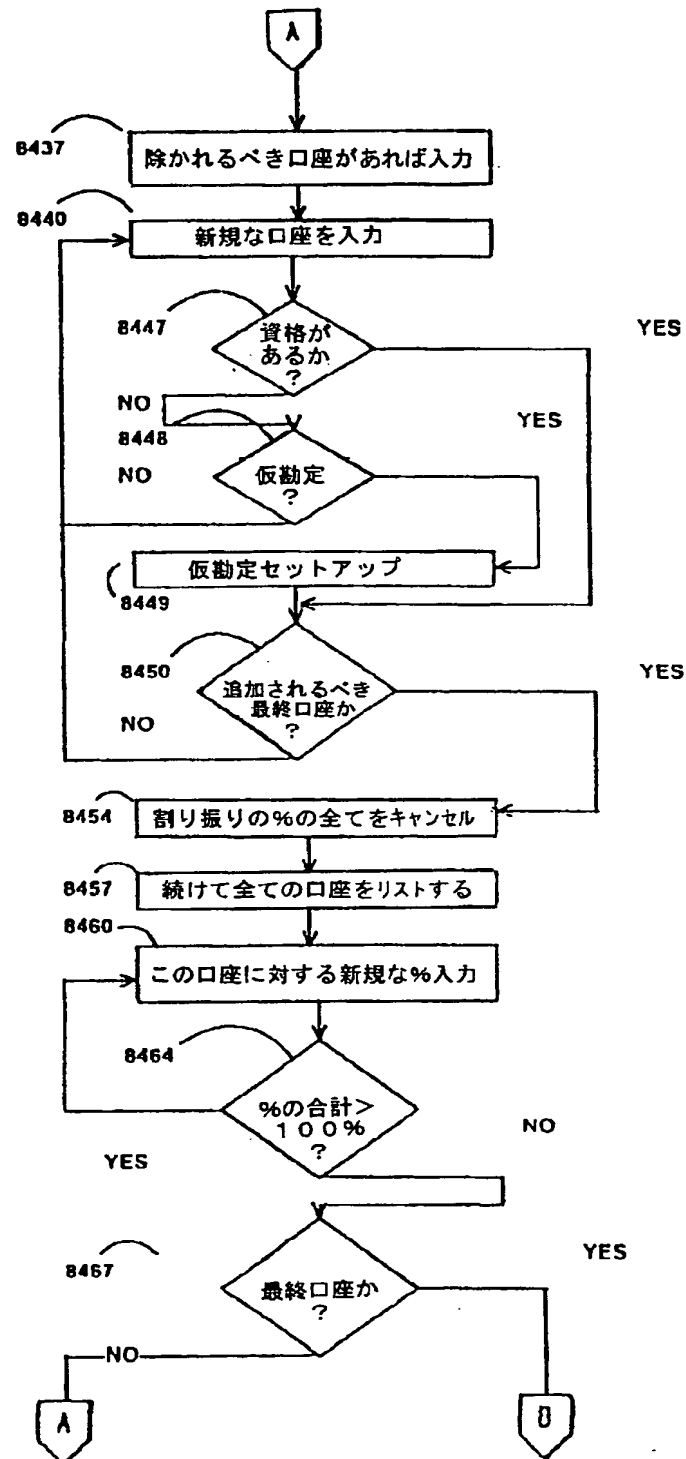 A
8437
除かれるべき口座があれば入力
8440
新規な口座を入力
8447
資格が
あるか
?
YES
NO
8448
YES
NO
仮勘定
?
仮勘定セットアップ
8449
8450
YES
追加されるべき
最終口座か
?
NO
8454
割り振りの%の全てをキャンセル
8457
続けて全ての口座をリストする
8460
この口座に対する新規な%入力
8464
%の合計>
100%
?
NO
YES
8467
YES
最終口座か
?
NO
A